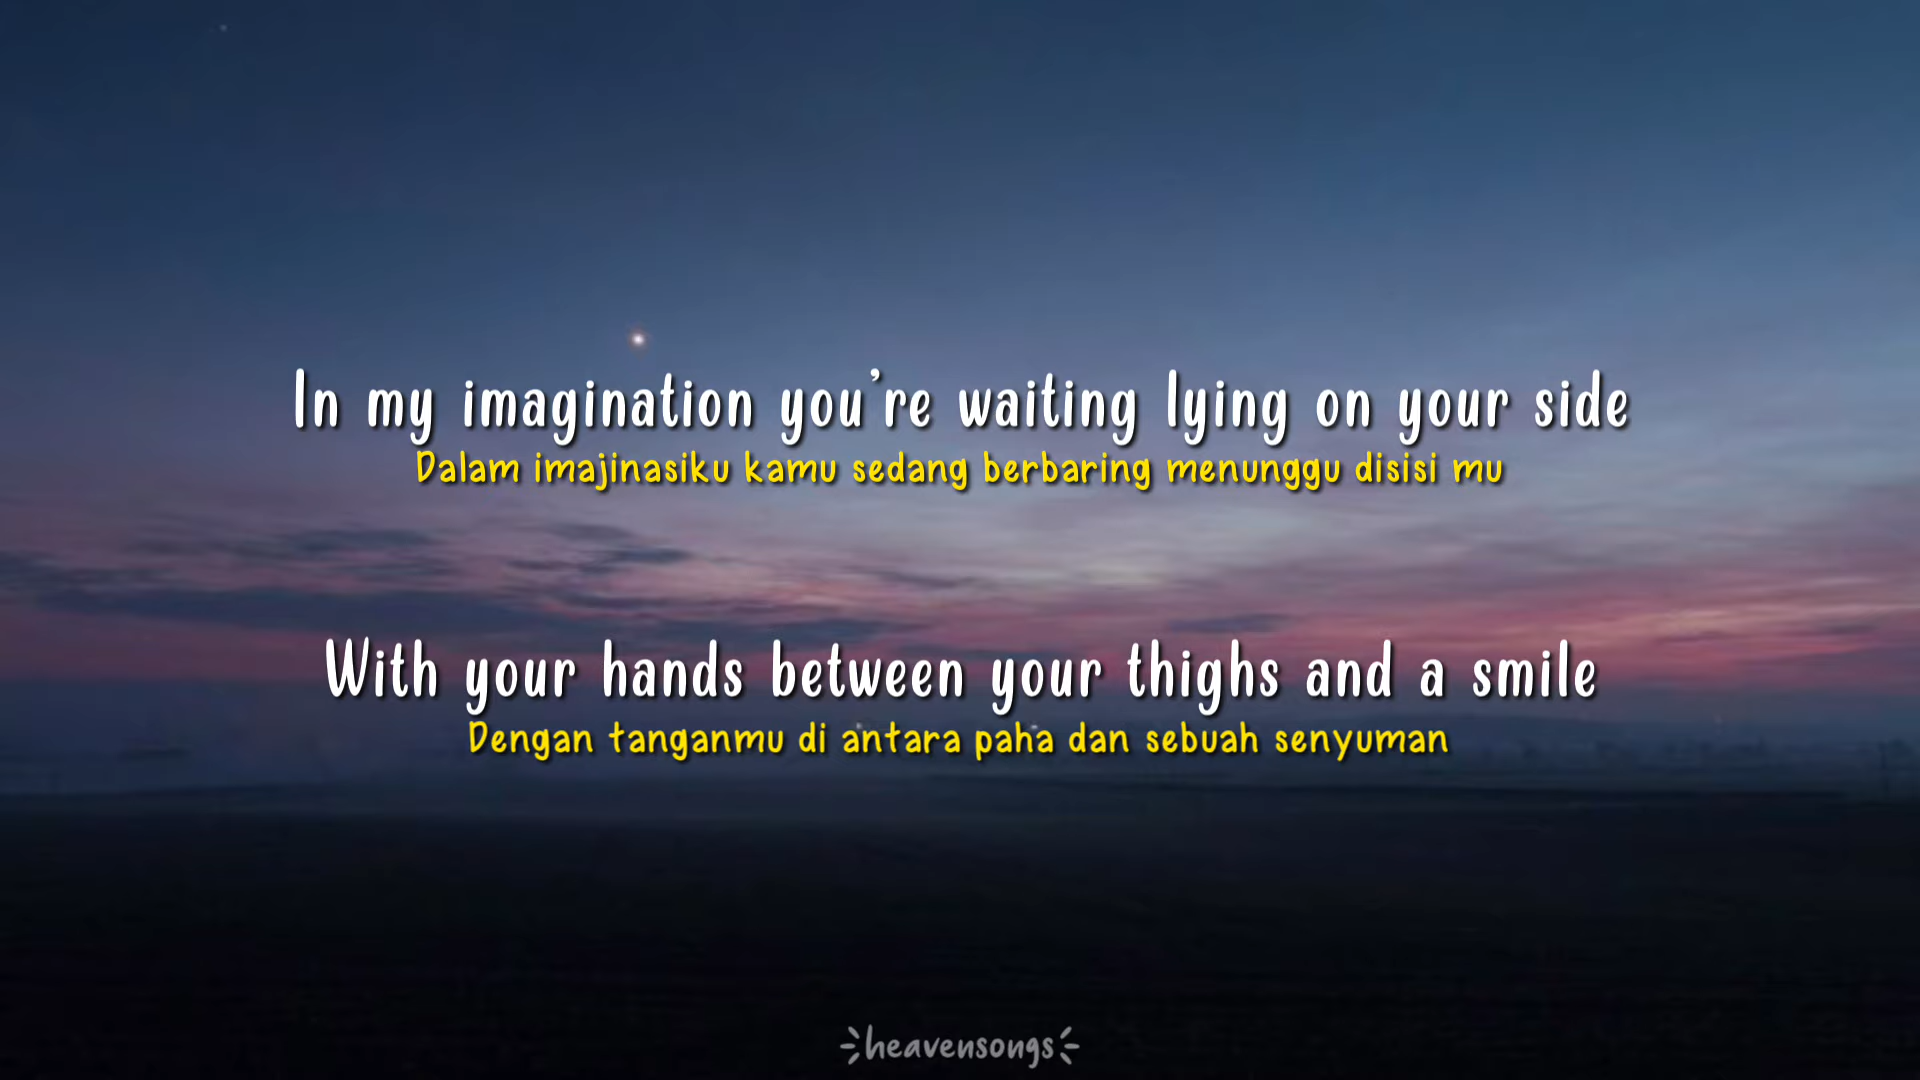 In my imagination you're waiting lying on your side
Dalam imajinasiku kamu sedang berbaring menunggu disisi mu
With your hands between your thighs and a smile
Dengan tanganmu di antara paha dan sebuah senyuman
heavensongs